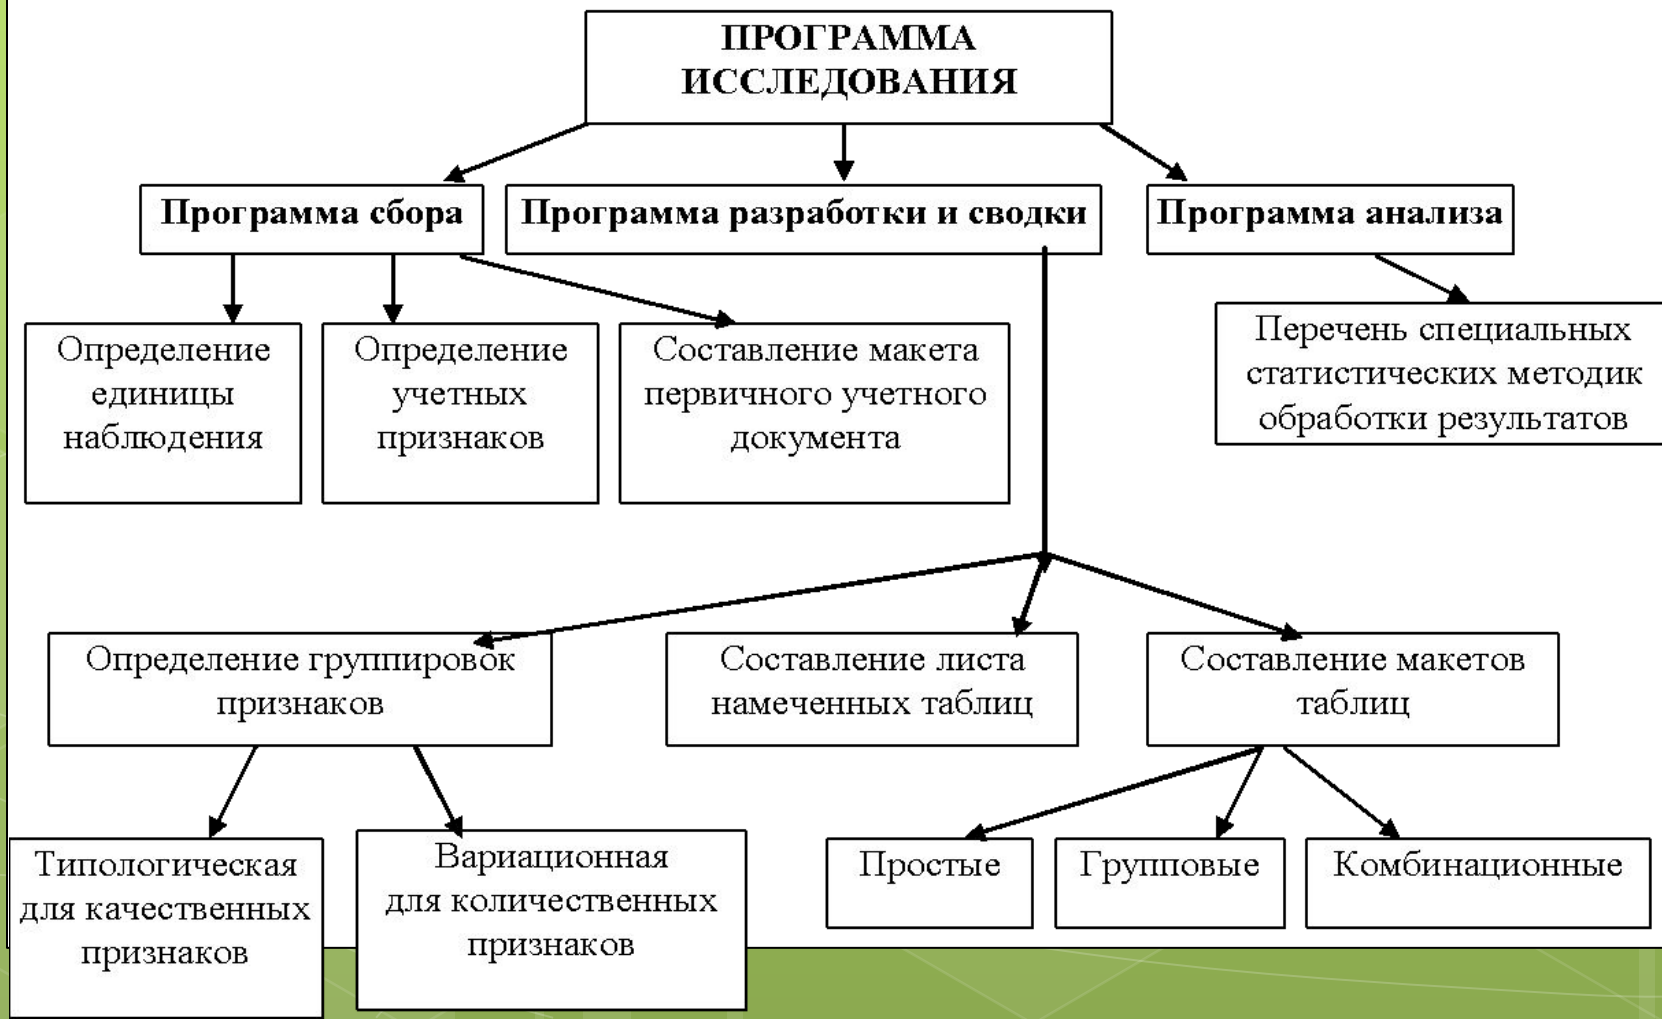 ПРОГРАММА
ИССЛЕДОВАНИЯ
Программа сбора
Программа разработки и сводки
Программа анализа
Определение
единицы
наблюдения
Определение
учетных
признаков
Составление макета
первичного учетного
документа
Перечень специальных
статистических методик
обработки результатов
Определение группировок
признаков
Составление листа
намеченных таблиц
Составление макетов
таблиц
Типологическая
для качественных
признаков
Вариационная
для количественных
признаков
Простые
Групповые
Комбинационные